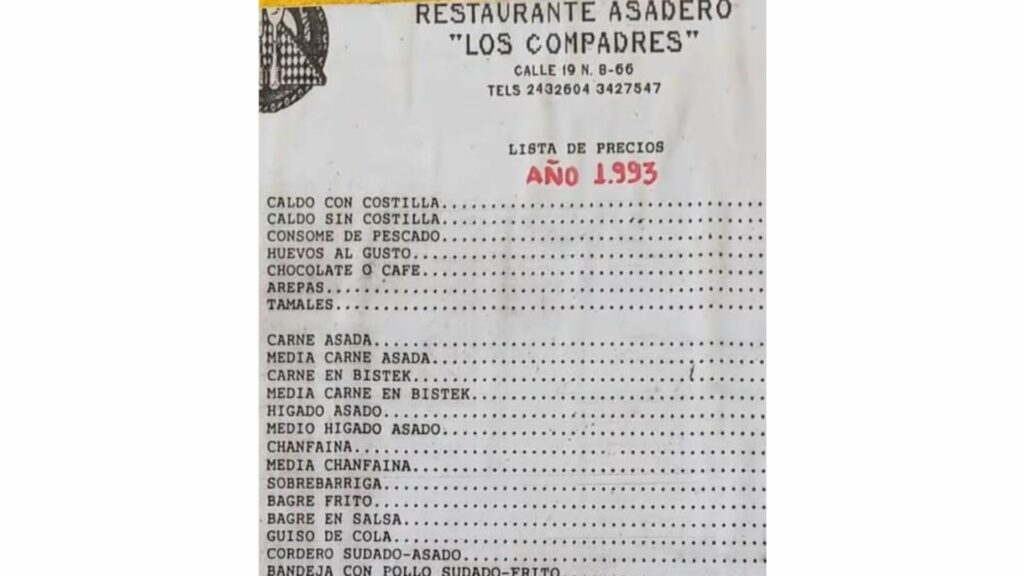 RESTAURANTE ASADERO
"LOS COMPADRES"
CALLE 19 N. 8-66
TELS 2432604 3427547
LISTA DE PRECIOS
AÑO 1.993
CALDO CON COSTILLA
CALDO SIN COSTILLA
CONSOME DE PESCADO
HUEVOS AL GUSTO
CHOCOLATE O CAFE
AREPAS
TAMALES
CARNE ASADA
MEDIA CARNE ASADA
CARNE EN BISTEK
MEDIA CARNE EN BISTEK
HIGADO ASADO
MEDIO HIGADO ASADO
CHANFAINA
MEDIA CHANFAINA
SOBREBARRIGA
BAGRE FRITO
BAGRE EN SALSA
GUISO DE COLA
CORDERO SUDADO-ASADO
BANDEJA CON POLLO SUDADO-FRITO